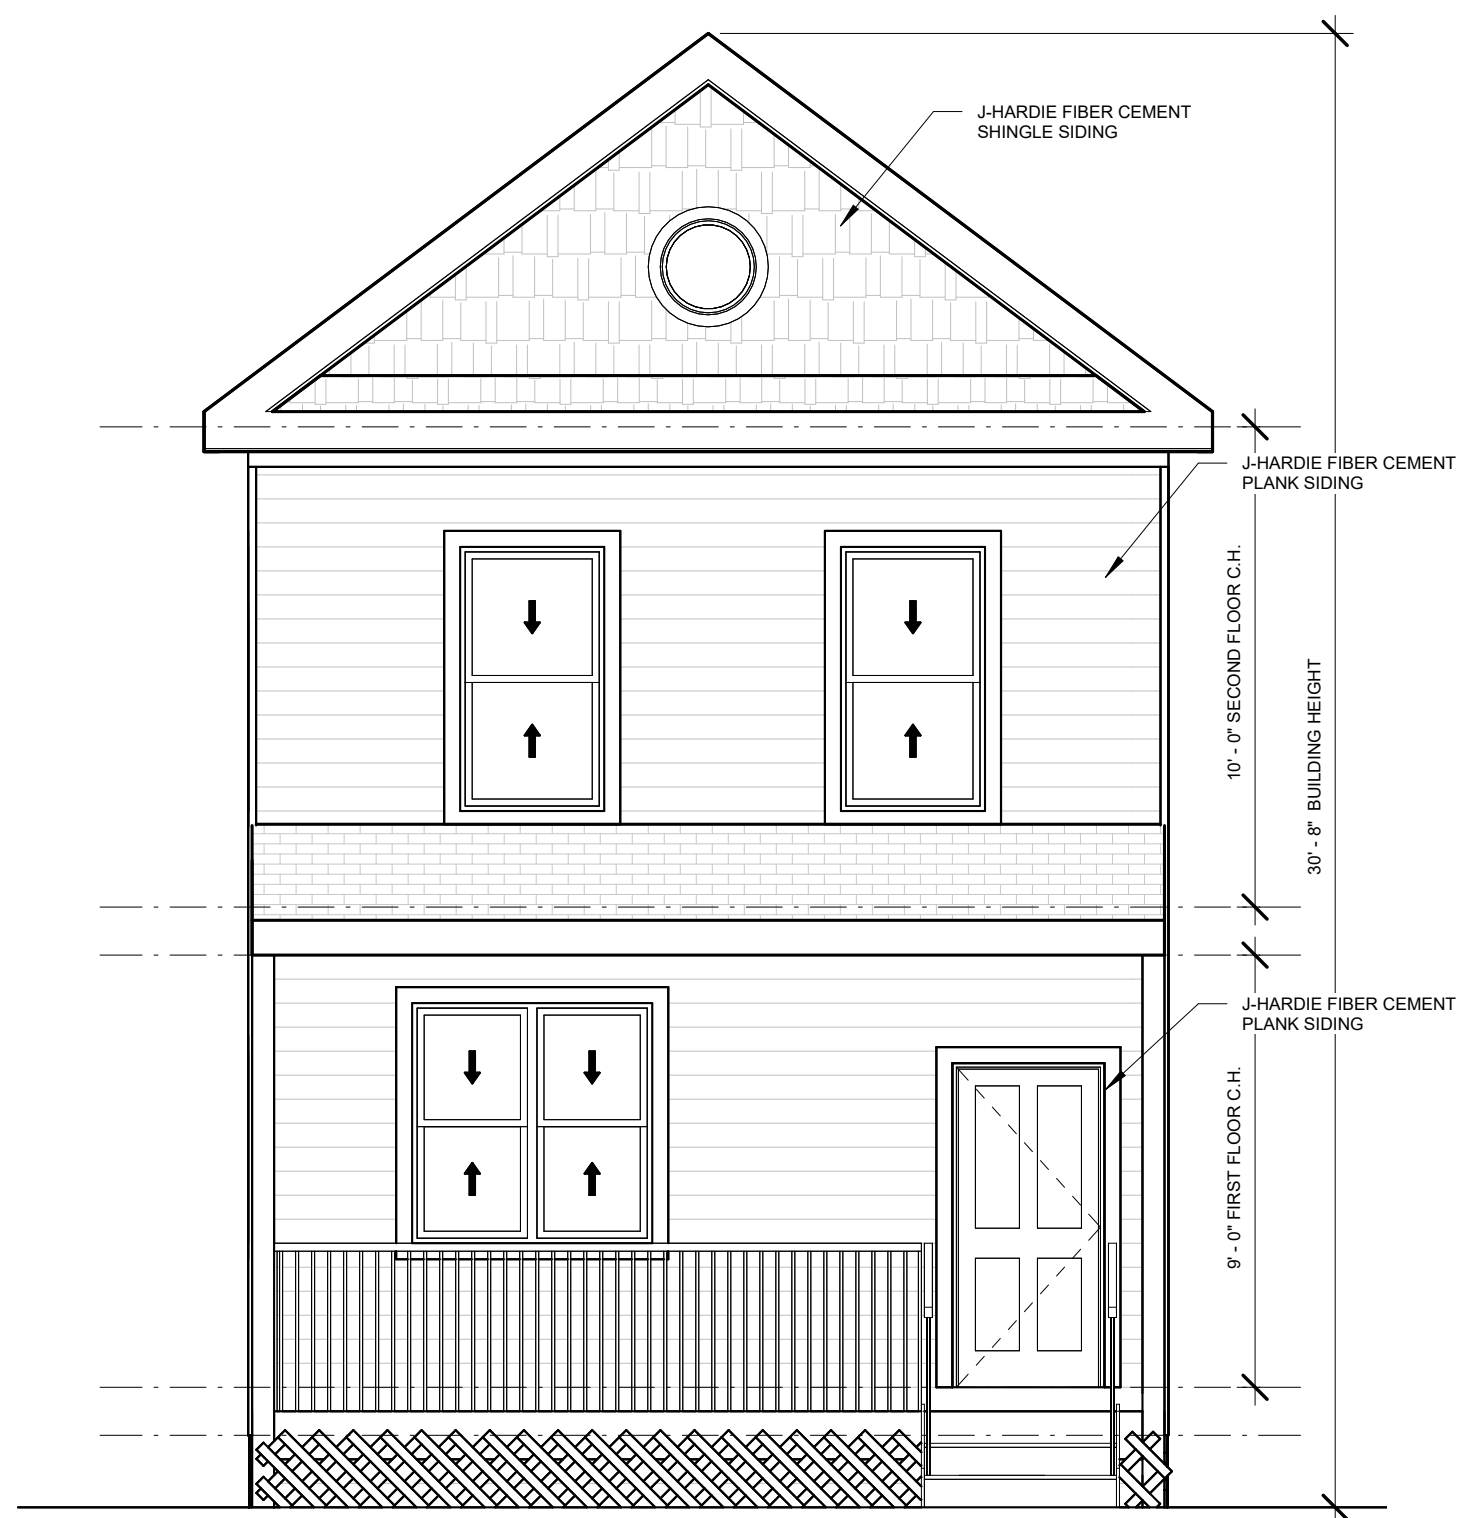 J-HARDIE FIBER CEMENT
SHINGLE SIDING
J-HARDIE FIBER CEMENT
PLANK SIDING
10' - 0" SECOND FLOOR C.H.
30' - 8" BUILDING HEIGHT
J-HARDIE FIBER CEMENT
PLANK SIDING
9' - 0" FIRST FLOOR C.H.